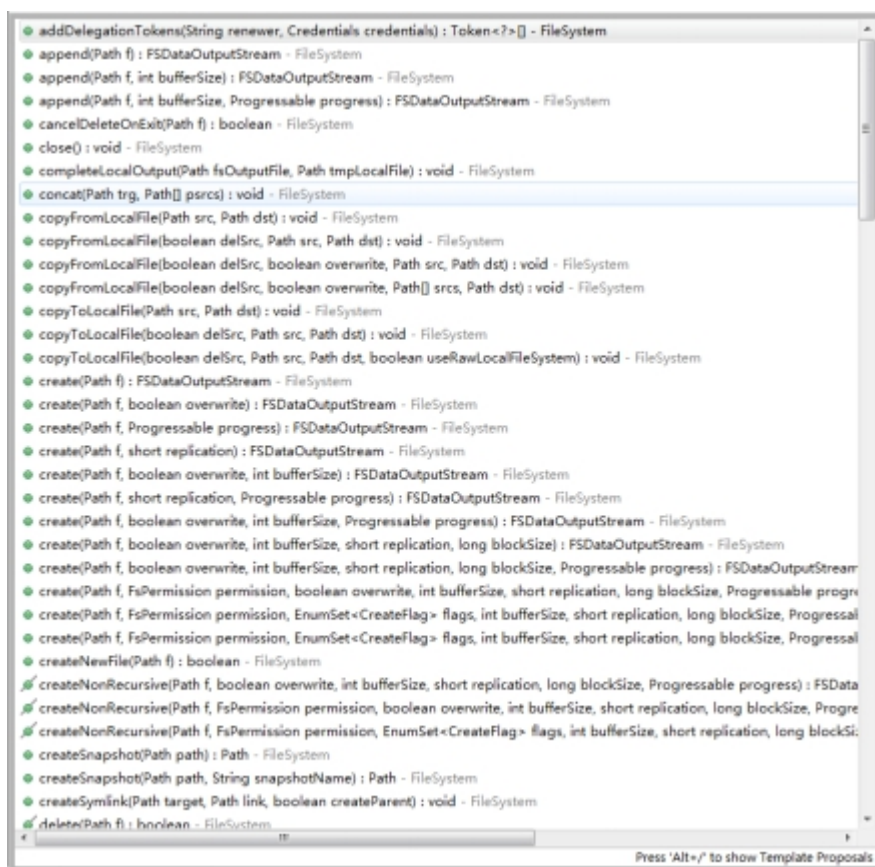 addDelegationTokens(String renewer, Credentials credentials) : Token<?>[] - FileSystem
append(Path f) : FSDataOutputStream - FileSystem
append(Path f, int bufferSize) : FSDataOutputStream - FileSystem
append(Path f, int bufferSize, Progressable progress) : FSDataOutputStream - FileSystem
cancelDeleteOnExit(Path f) : boolean - FileSystem
close() : void - FileSystem
completeLocalOutput(Path fsOutputFile, Path tmpLocalFile) : void - FileSystem
concat(Path trg, Path[] psrcs) : void - FileSystem
copyFromLocalFile(Path src, Path dst) : void - FileSystem
copyFromLocalFile(boolean delSrc, Path src, Path dst) : void - FileSystem
copyFromLocalFile(boolean delSrc, boolean overwrite, Path src, Path dst) : void - FileSystem
copyFromLocalFile(boolean delSrc, boolean overwrite, Path[] srcs, Path dst) : void - FileSystem
copyToLocalFile(Path src, Path dst) : void - FileSystem
copyToLocalFile(boolean delSrc, Path src, Path dst) : void - FileSystem
copyToLocalFile(boolean delSrc, Path src, Path dst, boolean useRawLocalFileSystem) : void - FileSystem
create(Path f) : FSDataOutputStream - FileSystem
create(Path f, boolean overwrite) : FSDataOutputStream - FileSystem
create(Path f, Progressable progress) : FSDataOutputStream - FileSystem
create(Path f, short replication) : FSDataOutputStream - FileSystem
create(Path f, boolean overwrite, int bufferSize) : FSDataOutputStream - FileSystem
create(Path f, short replication, Progressable progress) : FSDataOutputStream - FileSystem
create(Path f, boolean overwrite, int bufferSize, Progressable progress) : FSDataOutputStream - FileSystem
create(Path f, boolean overwrite, int bufferSize, short replication, long blockSize) : FSDataOutputStream - FileSystem
create(Path f, boolean overwrite, int bufferSize, short replication, long blockSize, Progressable progress) : FSDataOutputStream
create(Path f, FsPermission permission, boolean overwrite, int bufferSize, short replication, long blockSize, Progressable progre
create(Path f, FsPermission permission, EnumSet<CreateFlag> flags, int bufferSize, short replication, long blockSize, Progressal
create(Path f, FsPermission permission, EnumSet<CreateFlag> flags, int bufferSize, short replication, long blockSize, Progressal
createNewFile(Path f) : boolean - FileSystem
createNonRecursive(Path f, boolean overwrite, int bufferSize, short replication, long blockSize, Progressable progress) : FSData
createNonRecursive(Path f, FsPermission permission, boolean overwrite, int bufferSize, short replication, long blockSize, Progre
createNonRecursive(Path f, FsPermission permission, EnumSet<CreateFlag> flags, int bufferSize, short replication, long blockSi:
createSnapshot(Path path) : Path - FileSystem
createSnapshot(Path path, String snapshotName) : Path - FileSystem
createSymlink(Path target, Path link, boolean createParent) : void - FileSystem
delete(Path f) : boolean - FileSystem
Press 'Alt+/' to show Template Proposals